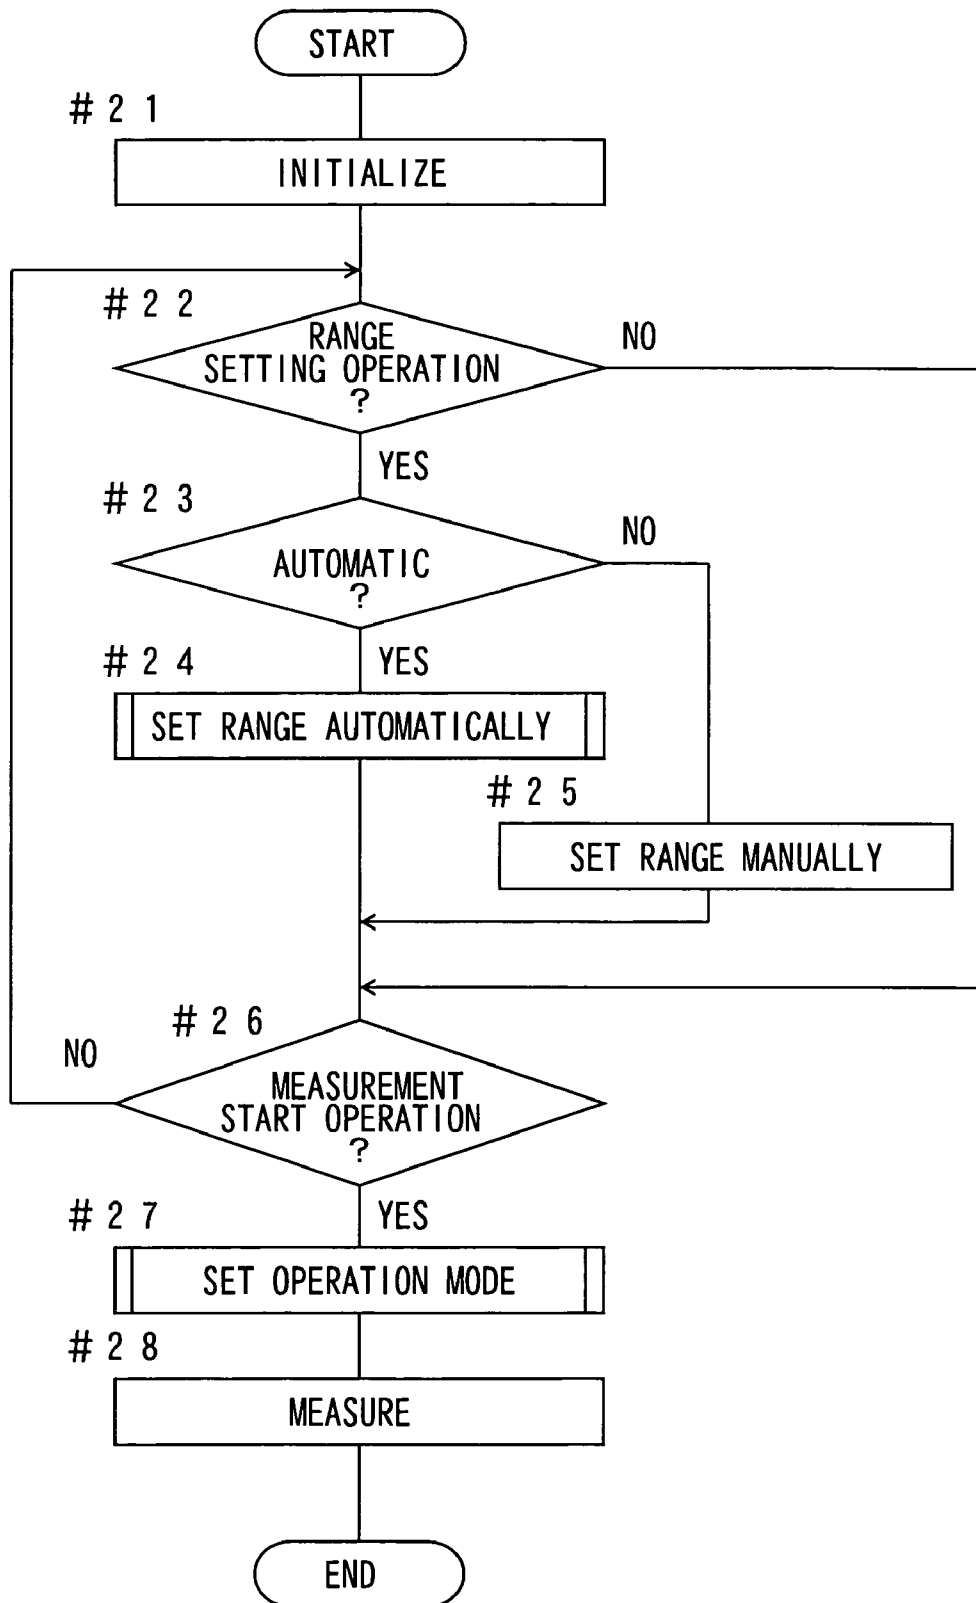 START
#21
INITIALIZE
#22
RANGE
SETTING OPERATION
?
NO
YES
#23
AUTOMATIC
?
NO
YES
#24
SET RANGE AUTOMATICALLY
#25
SET RANGE MANUALLY
#26
NO
MEASUREMENT
START OPERATION
?
YES
#27
SET OPERATION MODE
#28
MEASURE
END